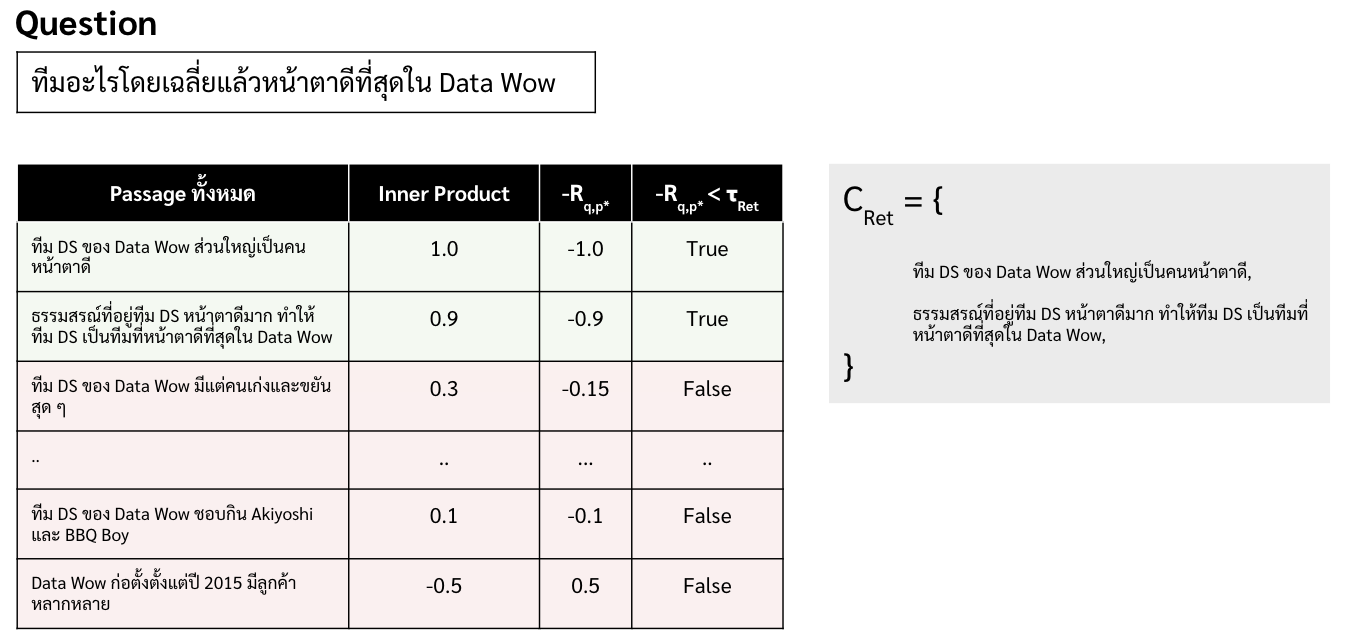 Question
ทีมอะไรโดยเฉลี่ยแล้วหน้าตาดีที่สุดใน Data Wow
Passage ทั้งหมด Inner Product -Rq,p* -Rq,p* < τRet
ทีม DS ของ Data Wow ส่วนใหญ่เป็นคน
หน้าตาดี
1.0 -1.0 True
ธรรมสรณ์ที่อยู่ทีม DS หน้าตาดีมาก ทำให้
ทีม DS เป็นทีมที่หน้าตาดีที่สุดใน Data Wow
0.9 -0.9 True
ทีม DS ของ Data Wow มีแต่คนเก่งและขยัน
สุด ๆ
0.3 -0.15 False
.. .. ... ..
ทีม DS ของ Data Wow ชอบกิน Akiyoshi
และ BBQ Boy
0.1 -0.1 False
Data Wow ก่อตั้งตั้งแต่ปี 2015 มีลูกค้า
หลากหลาย
-0.5 0.5 False
CRet = {
ทีม DS ของ Data Wow ส่วนใหญ่เป็นคนหน้าตาดี,
ธรรมสรณ์ที่อยู่ทีม DS หน้าตาดีมาก ทำให้ทีม DS เป็นทีมที่
หน้าตาดีที่สุดใน Data Wow,
}